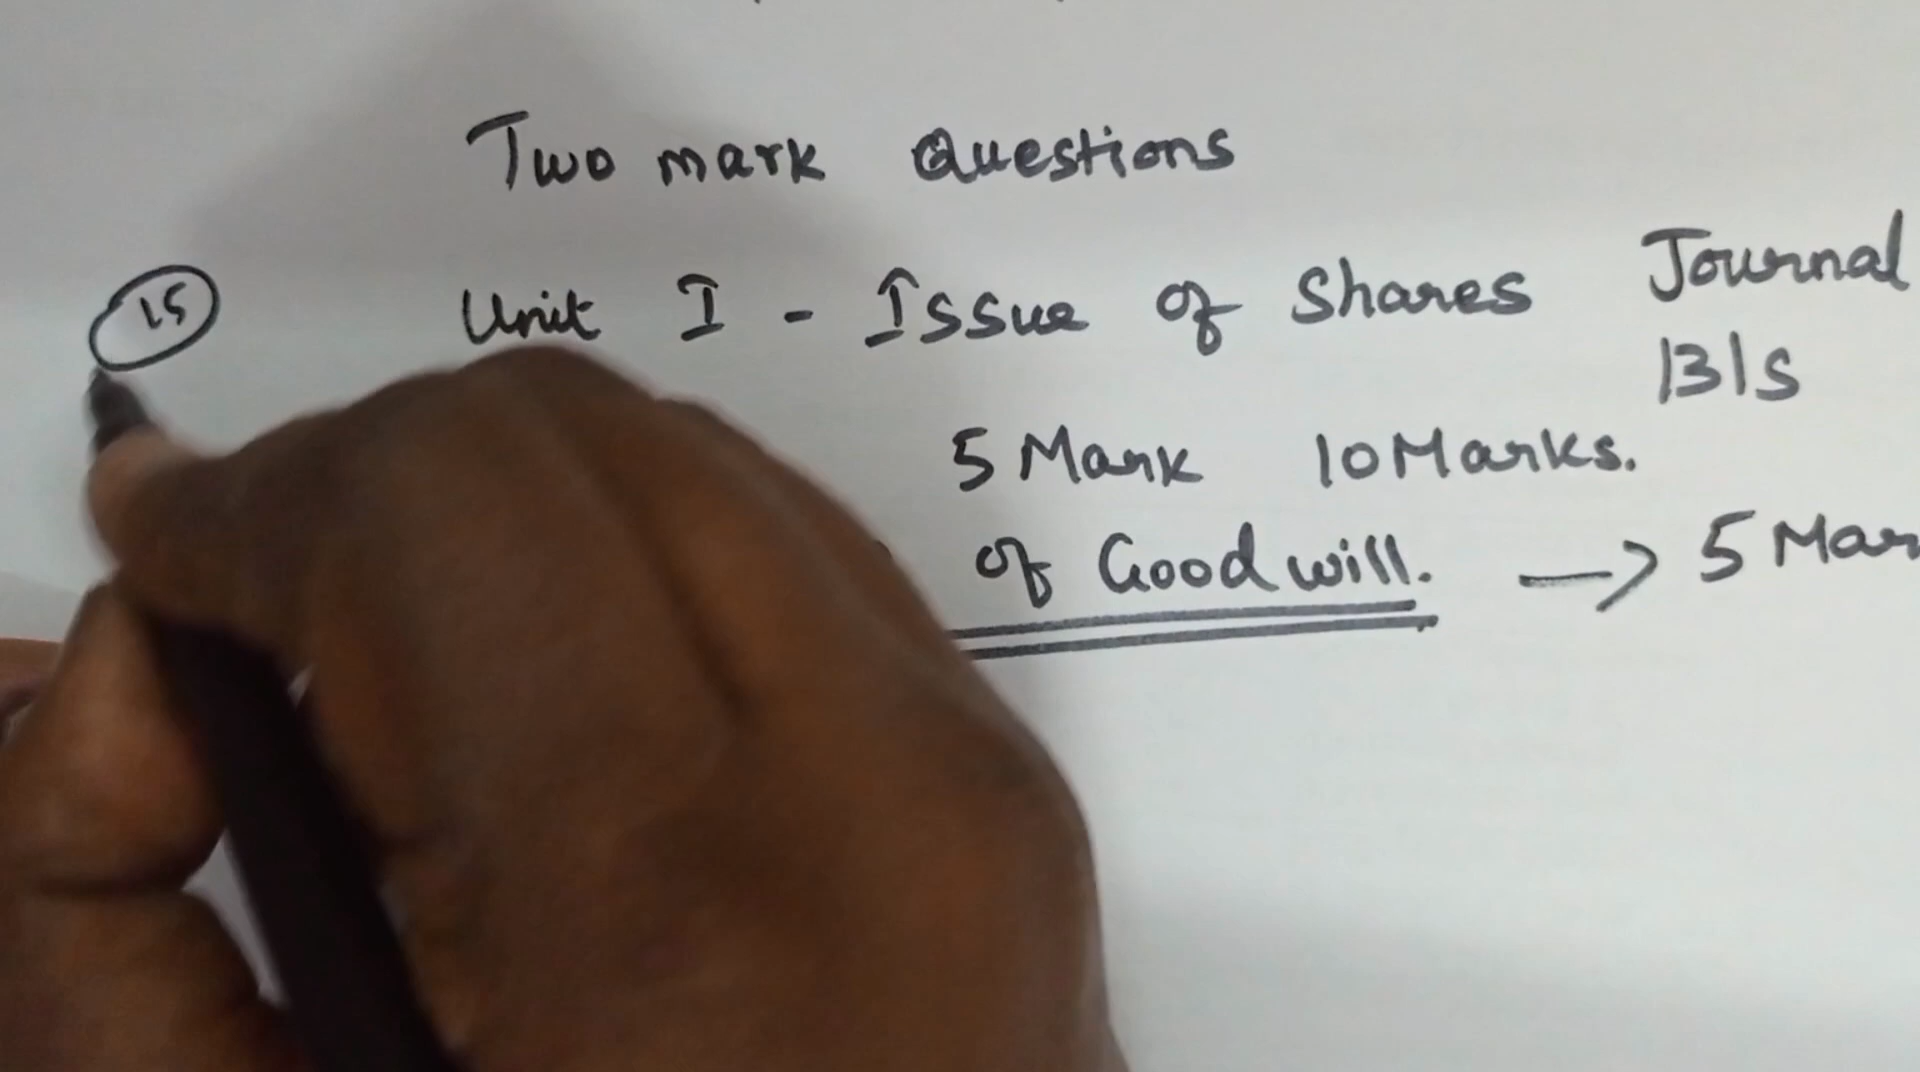 Two mark Questions
15 Unit I - Issue of Shares Journal
B/S
5 Mark 10 Marks.
of Goodwill. → 5 Mar